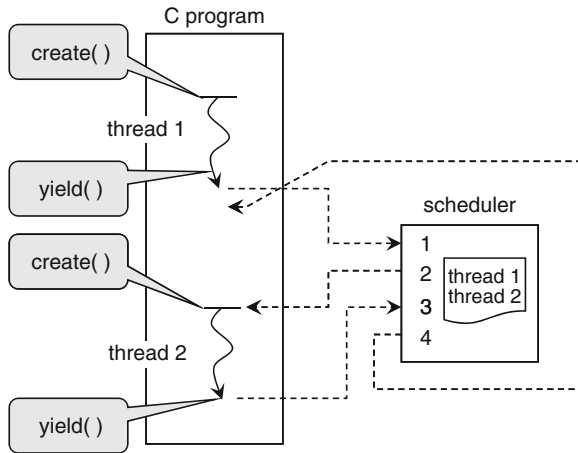 C program
create( )
thread 1
yield( )
create( )
thread 2
yield( )
scheduler
1
2
3
4
thread 1
thread 2